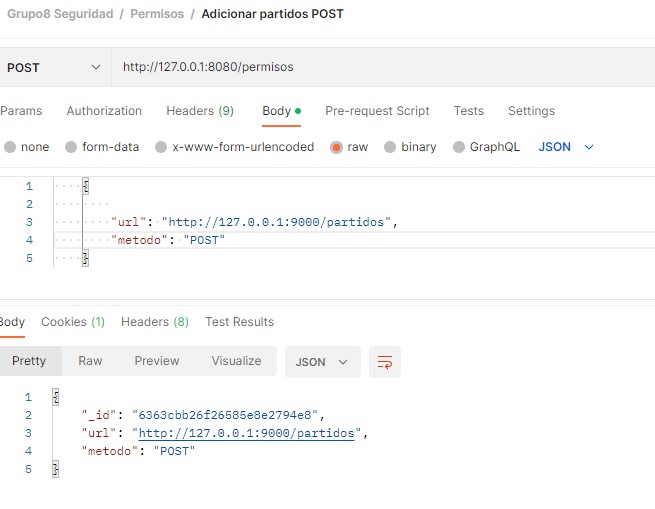 Grupo8 Seguridad / Permisos / Adicionar partidos POST
POST http://127.0.0.1:8080/permisos
Params Authorization Headers (9) Body Pre-request Script Tests Settings
none form-data x-www-form-urlencoded raw binary GraphQL JSON
1 {
2
3 "url": "http://127.0.0.1:9000/partidos",
4 "metodo": "POST"
5 }
Body Cookies (1) Headers (8) Test Results
Pretty Raw Preview Visualize JSON
1 {
2 "_id": "6363cbb26f26585e8e2794e8",
3 "url": "http://127.0.0.1:9000/partidos",
4 "metodo": "POST"
5 }